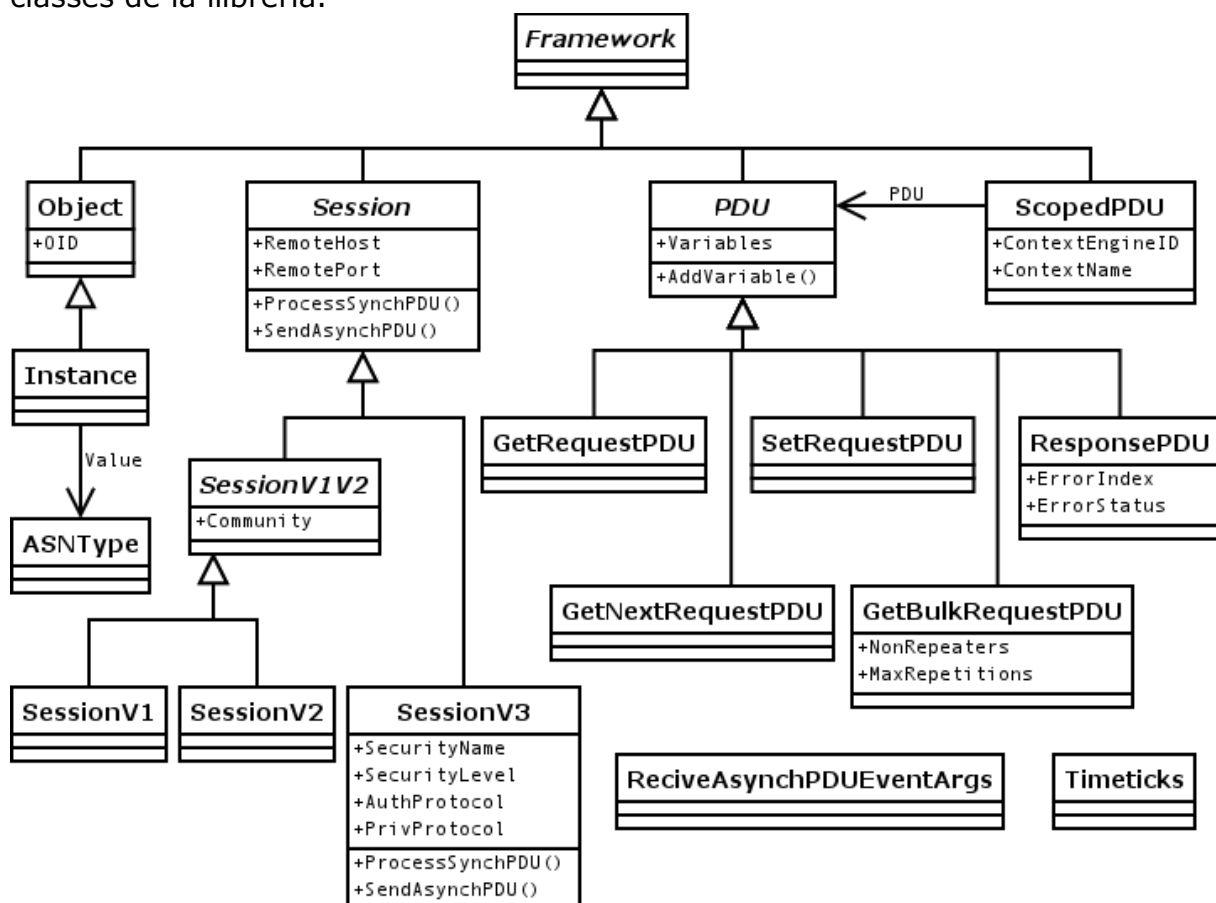 classes de la llibreria.
Framework
Object
+OID
Session
+RemoteHost
+RemotePort
+ProcessSynchPDU()
+SendAsynchPDU()
PDU
+Variables
+AddVariable()
PDU
ScopedPDU
+ContextEngineID
+ContextName
Instance
Value
ASNType
SessionV1V2
+Community
GetRequestPDU
SetRequestPDU
ResponsePDU
+ErrorIndex
+ErrorStatus
GetNextRequestPDU
GetBulkRequestPDU
+NonRepeaters
+MaxRepetitions
SessionV1
SessionV2
SessionV3
+SecurityName
+SecurityLevel
+AuthProtocol
+PrivProtocol
+ProcessSynchPDU()
+SendAsynchPDU()
ReciveAsynchPDUEventArgs
Timeticks